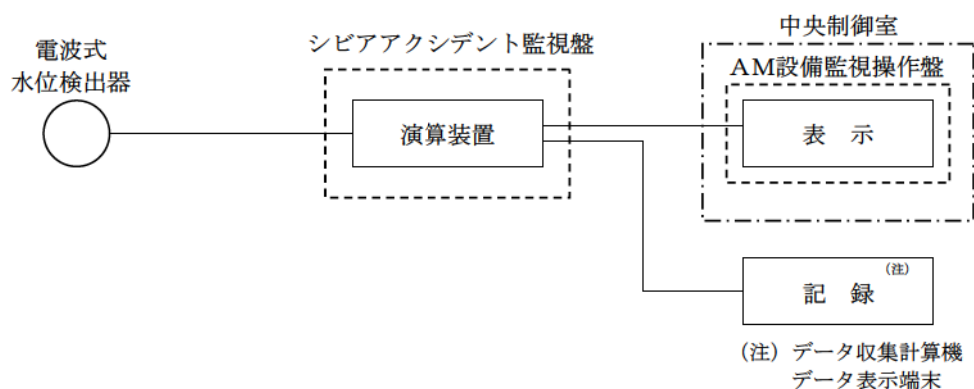 電波式
水位検出器
シビアアクシデント監視盤
演算装置
中央制御室
AM設備監視操作盤
表 示
記 録 (注)
(注) データ収集計算機
データ表示端末